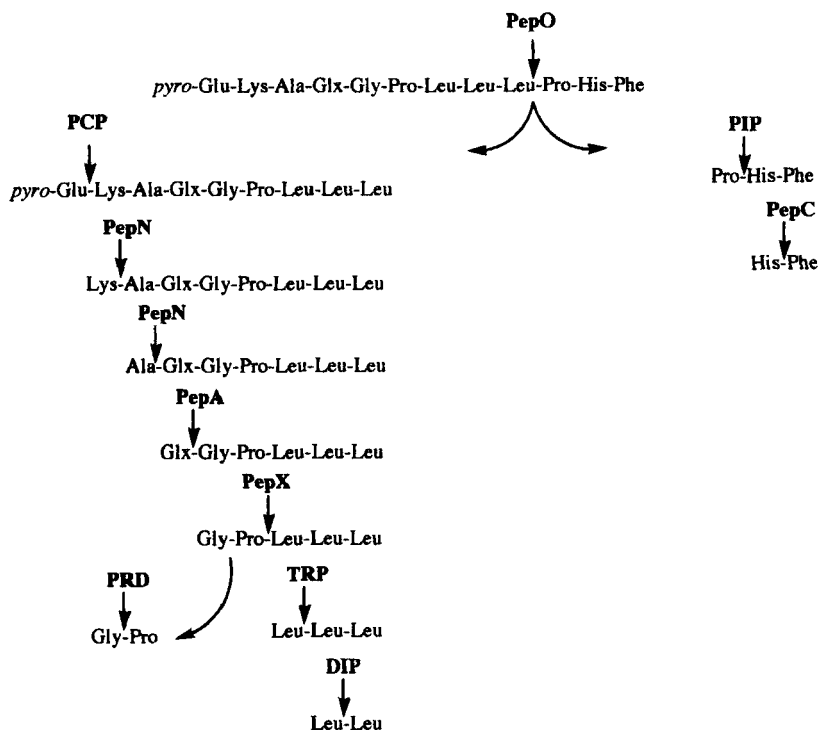 PepO
pyro-Glu-Lys-Ala-Glx-Gly-Pro-Leu-Leu-Leu-Pro-His-Phe
PCP
PIP
pyro-Glu-Lys-Ala-Glx-Gly-Pro-Leu-Leu-Leu
Pro-His-Phe
PepN
PepC
Lys-Ala-Glx-Gly-Pro-Leu-Leu-Leu
His-Phe
PepN
Ala-Glx-Gly-Pro-Leu-Leu-Leu
PepA
Glx-Gly-Pro-Leu-Leu-Leu
PepX
Gly-Pro-Leu-Leu-Leu
PRD
TRP
Gly-Pro
Leu-Leu-Leu
DIP
Leu-Leu